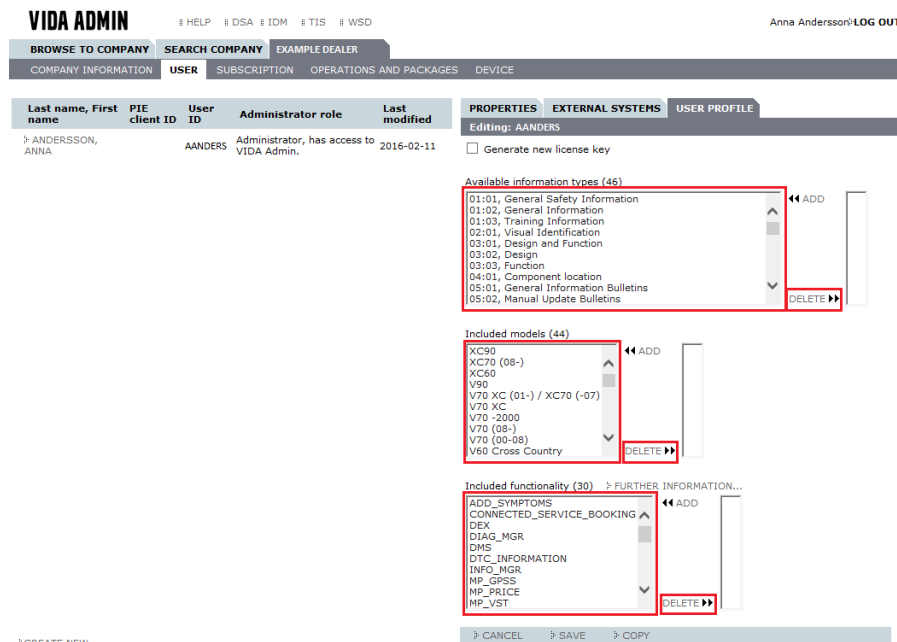 VIDA ADMIN
HELP DSA IDM TIS WSD
Anna Andersson LOG OUT
BROWSE TO COMPANY SEARCH COMPANY EXAMPLE DEALER
COMPANY INFORMATION USER SUBSCRIPTION OPERATIONS AND PACKAGES DEVICE
Last name, First name PIE client ID User ID Administrator role Last modified
ANDERSSON, ANNA AANDERS Administrator, has access to VIDA Admin. 2016-02-11
PROPERTIES EXTERNAL SYSTEMS USER PROFILE
Editing: AANDERS
Generate new license key
Available information types (46)
01:01, General Safety Information
01:02, General Information
01:03, Training Information
02:01, Visual Identification
03:01, Design and Function
03:02, Design
03:03, Function
04:01, Component location
05:01, General Information Bulletins
05:02, Manual Update Bulletins
ADD
DELETE
Included models (44)
XC90
XC70 (08-)
XC60
V90
V70 XC (01-) / XC70 (-07)
V70 XC
V70 -2000
V70 (08-)
V70 (00-08)
V60 Cross Country
ADD
DELETE
Included functionality (30) FURTHER INFORMATION...
ADD_SYMPTOMS
CONNECTED_SERVICE_BOOKING
DEX
DIAG_MGR
DMS
DTC_INFORMATION
INFO_MGR
MP_GPSS
MP_PRICE
MP_VST
ADD
DELETE
CREATE NEW
CANCEL SAVE COPY